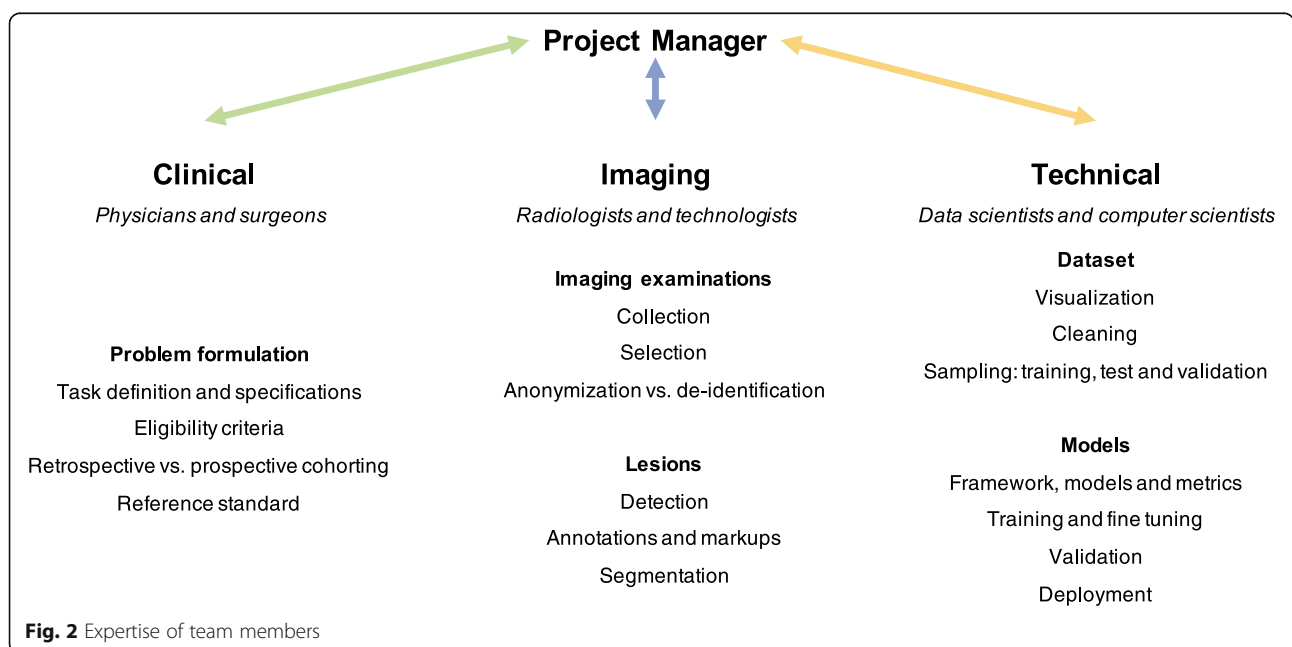 Project Manager
Clinical
Physicians and surgeons
Problem formulation
Task definition and specifications
Eligibility criteria
Retrospective vs. prospective cohorting
Reference standard
Imaging
Radiologists and technologists
Imaging examinations
Collection
Selection
Anonymization vs. de-identification
Lesions
Detection
Annotations and markups
Segmentation
Technical
Data scientists and computer scientists
Dataset
Visualization
Cleaning
Sampling: training, test and validation
Models
Framework, models and metrics
Training and fine tuning
Validation
Deployment
Fig. 2 Expertise of team members